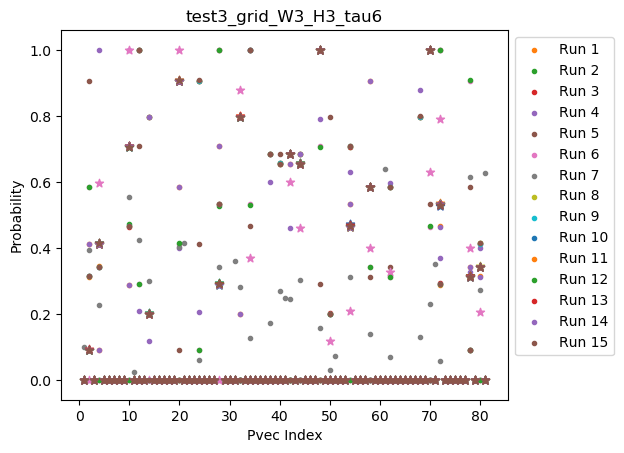 test3_grid_W3_H3_tau6
1.0
0.8
0.6
0.4
0.2
0.0
Probability
0 10 20 30 40 50 60 70 80
Pvec Index
Run 1
Run 2
Run 3
Run 4
Run 5
Run 6
Run 7
Run 8
Run 9
Run 10
Run 11
Run 12
Run 13
Run 14
Run 15